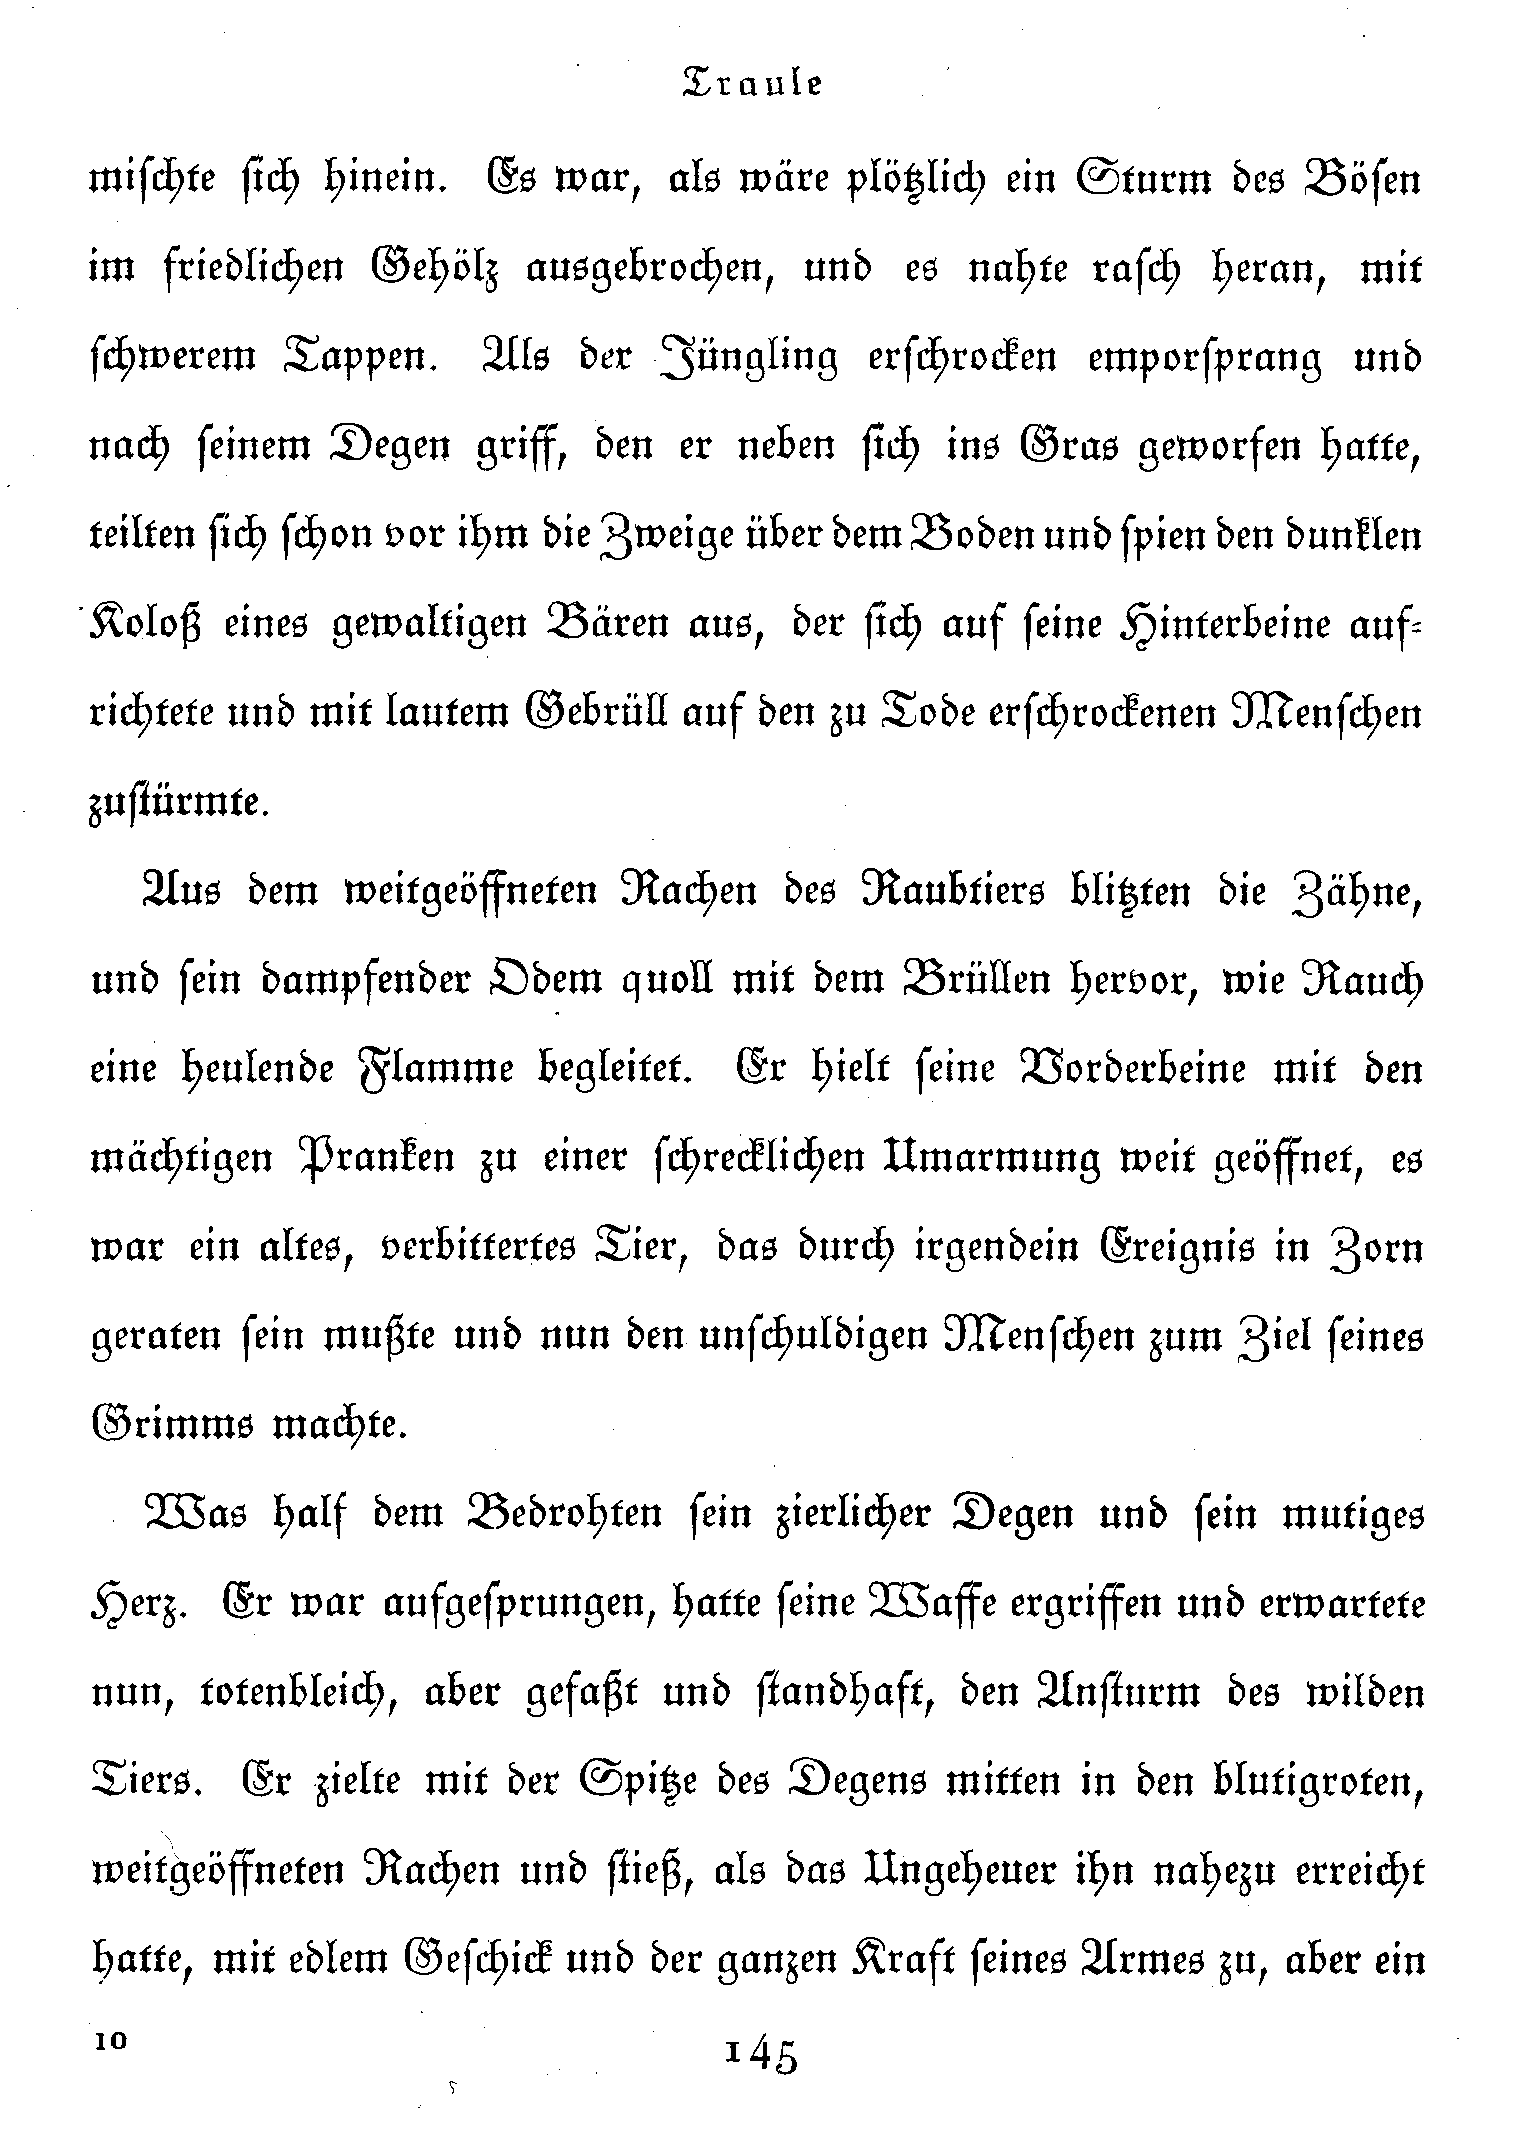 Traule
mischte sich hinein. Es war, als wäre plötzlich ein Sturm des Bösen
im friedlichen Gehölz ausgebrochen, und es nahte rasch heran, mit
schwerem Tappen. Als der Jüngling erschrocken emporsprang und
nach seinem Degen griff, den er neben sich ins Gras geworfen hatte,
teilten sich schon vor ihm die Zweige über dem Boden und spien den dunklen
Koloß eines gewaltigen Bären aus, der sich auf seine Hinterbeine auf-
richtete und mit lautem Gebrüll auf den zu Tode erschrockenen Menschen
zustürmte.
Aus dem weitgeöffneten Rachen des Raubtiers blitzten die Zähne,
und sein dampfender Odem quoll mit dem Brüllen hervor, wie Rauch
eine heulende Flamme begleitet. Er hielt seine Vorderbeine mit den
mächtigen Pranken zu einer schrecklichen Umarmung weit geöffnet, es
war ein altes, verbittertes Tier, das durch irgendein Ereignis in Zorn
geraten sein mußte und nun den unschuldigen Menschen zum Ziel seines
Grimms machte.
Was half dem Bedrohten sein zierlicher Degen und sein mutiges
Herz. Er war aufgesprungen, hatte seine Waffe ergriffen und erwartete
nun, totenbleich, aber gefaßt und standhaft, den Ansturm des wilden
Tiers. Er zielte mit der Spitze des Degens mitten in den blutigroten,
weitgeöffneten Rachen und stieß, als das Ungeheuer ihn nahezu erreicht
hatte, mit edlem Geschick und der ganzen Kraft seines Armes zu, aber ein
10
145